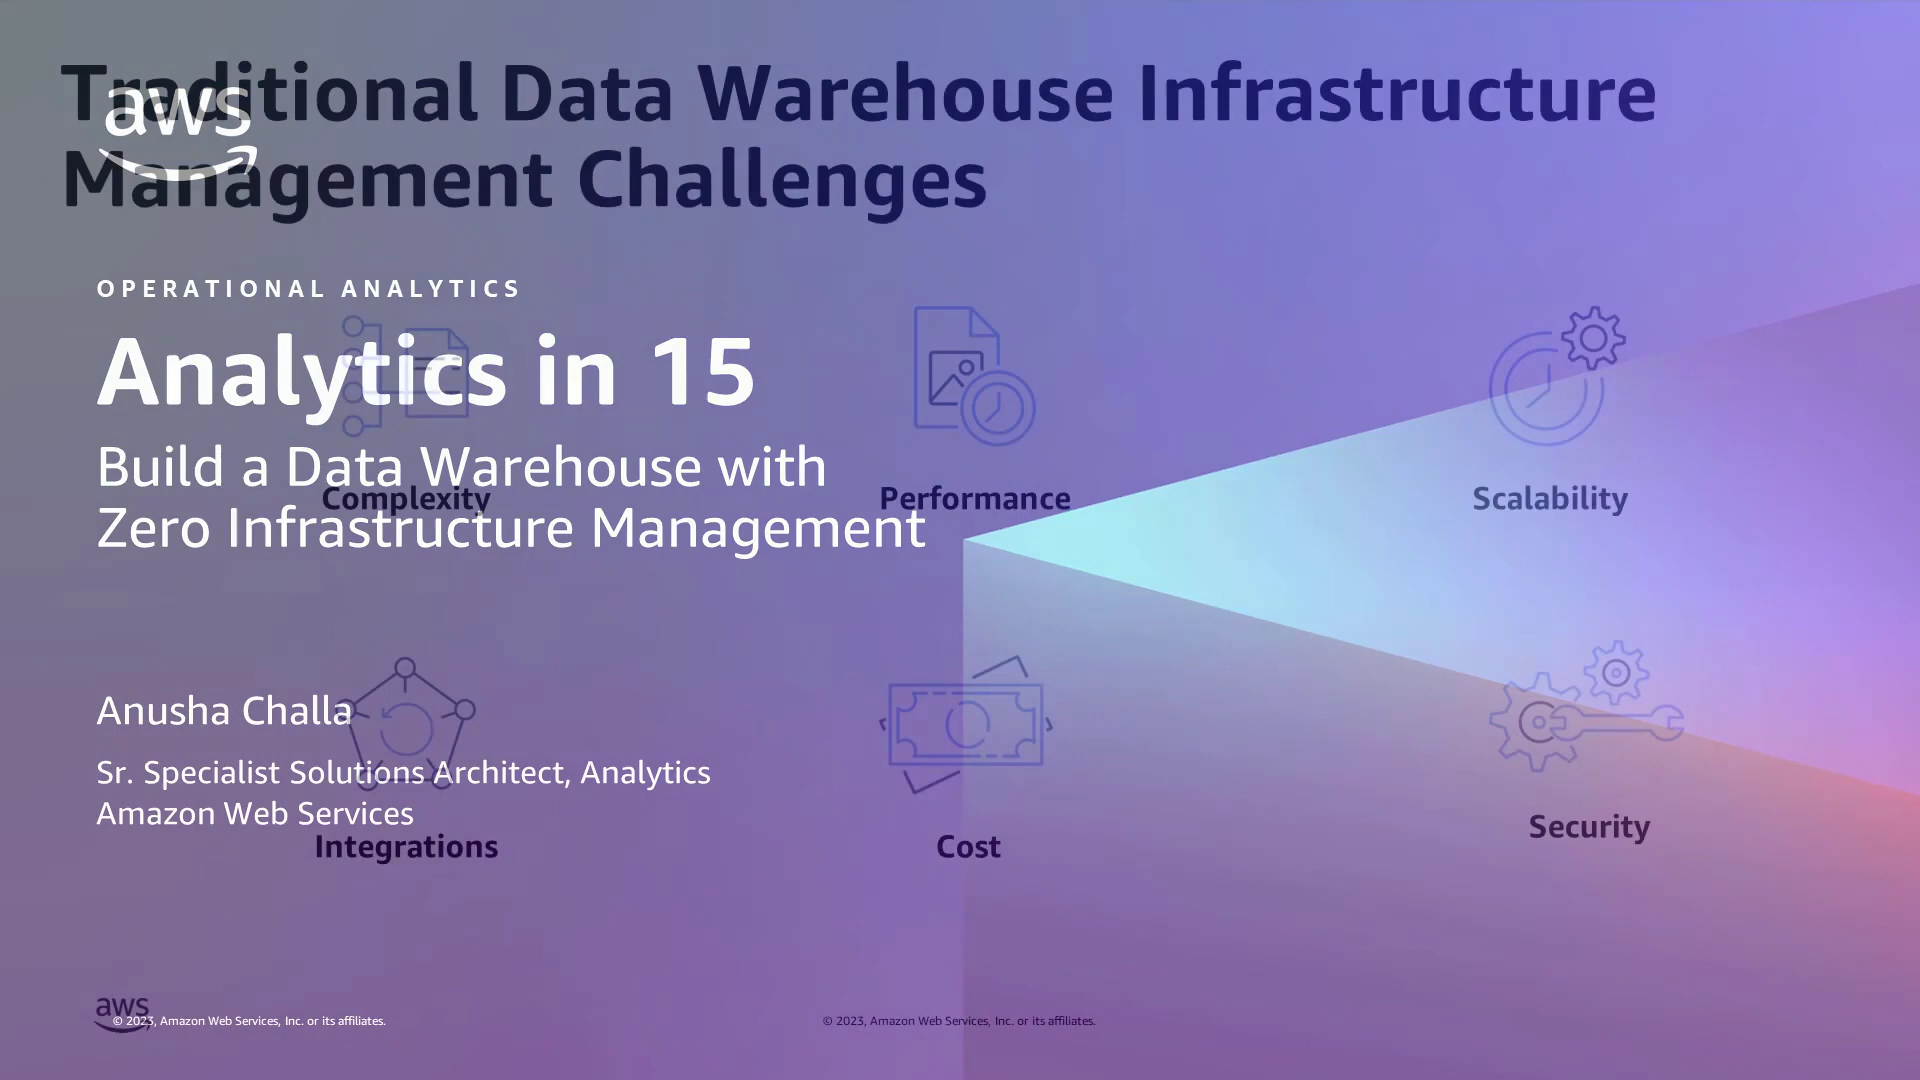 Traditional Data Warehouse Infrastructure
Management Challenges
aws
OPERATIONAL ANALYTICS
Analytics in 15
Build a Data Warehouse with
Zero Infrastructure Management
Complexity
Performance
Scalability
Anusha Challa
Sr. Specialist Solutions Architect, Analytics
Amazon Web Services
Integrations
Cost
Security
aws
© 2023, Amazon Web Services, Inc. or its affiliates.
© 2023, Amazon Web Services, Inc. or its affiliates.